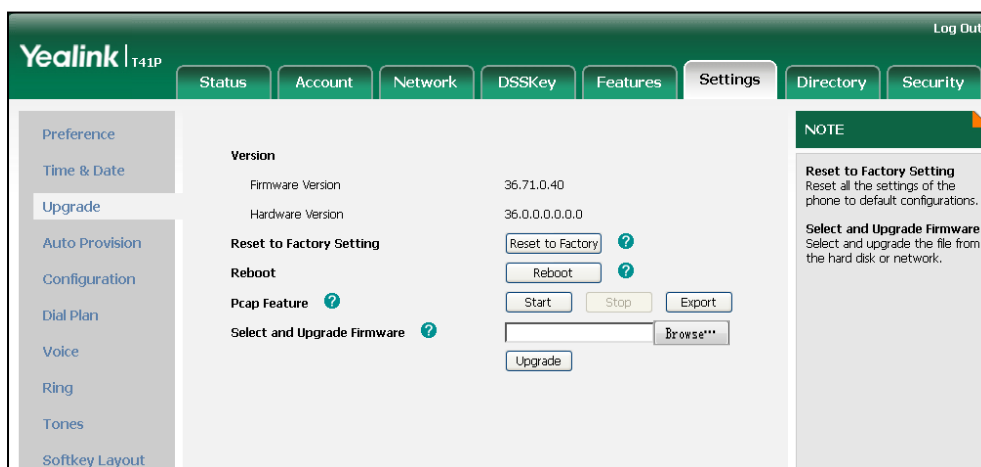 Log Out
Yealink T41P
Status Account Network DSSKey Features Settings Directory Security
Preference
Time & Date
Upgrade
Auto Provision
Configuration
Dial Plan
Voice
Ring
Tones
Softkey Layout
Version
Firmware Version 36.71.0.40
Hardware Version 36.0.0.0.0.0.0
Reset to Factory Setting Reset to Factory ?
Reboot Reboot ?
Pcap Feature ? Start Stop Export
Select and Upgrade Firmware ? Browse...
Upgrade
NOTE
Reset to Factory Setting
Reset all the settings of the
phone to default configurations.
Select and Upgrade Firmware
Select and upgrade the file from
the hard disk or network.